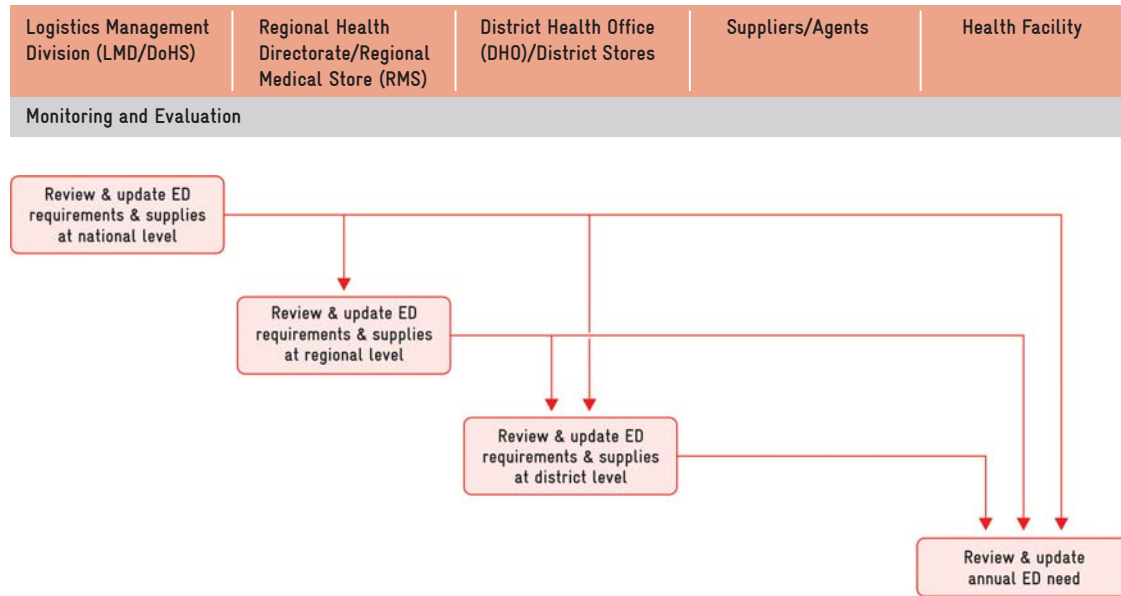 Logistics Management
Division (LMD/DoHS)
Regional Health
Directorate/Regional
Medical Store (RMS)
District Health Office
(DHO)/District Stores
Suppliers/Agents
Health Facility
Monitoring and Evaluation
Review & update ED
requirements & supplies
at national level
Review & update ED
requirements & supplies
at regional level
Review & update ED
requirements & supplies
at district level
Review & update
annual ED need